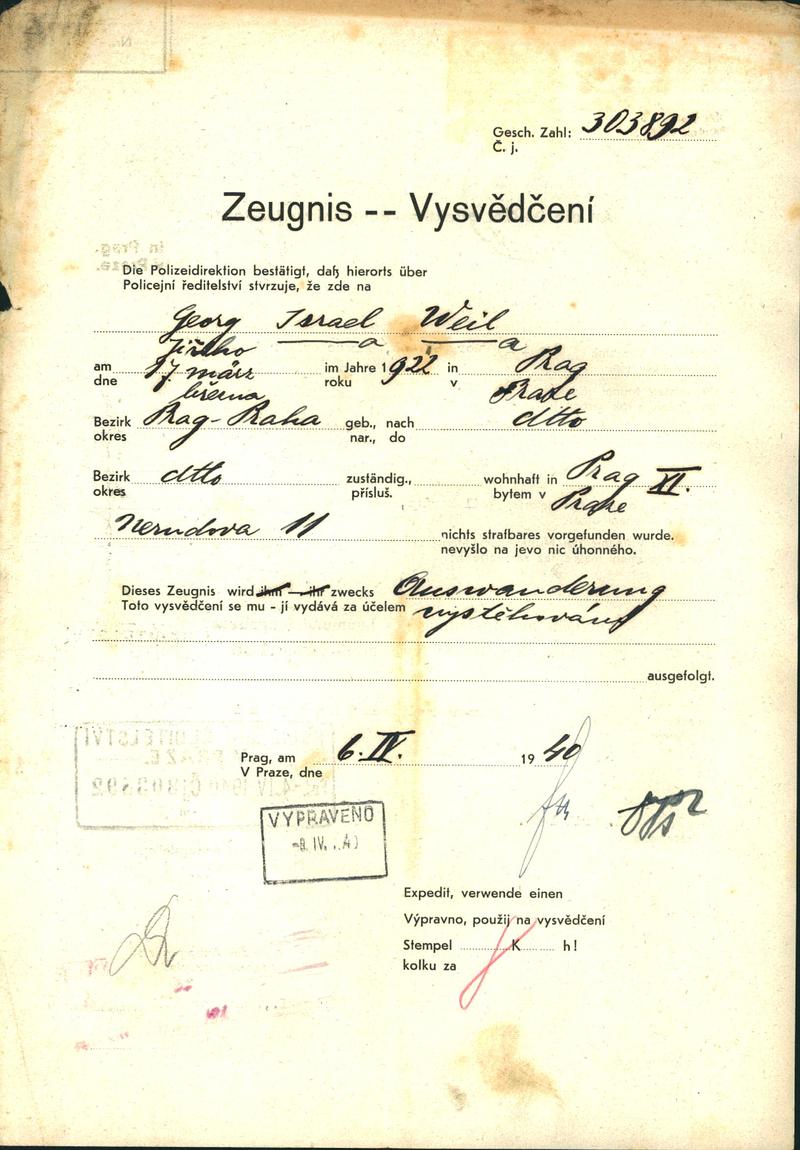 Gesch. Zahl: 303892
Č. j.
Zeugnis -- Vysvědčení
Die Polizeidirektion bestätigt, daß hierorts über
Policejní ředitelství stvrzuje, že zde na
Georg Israel Weil
Jiřího a a
am 17 März im Jahre 1922 in Prag
dne března roku v Praze
Bezirk Prag-Praha geb., nach dtto
okres nar., do
Bezirk dtto zuständig., wohnhaft in Prag XI.
okres přísluš. bytem v Praze
Nerudova 11 nichts strafbares vorgefunden wurde.
nevyšlo na jevo nic úhonného.
Dieses Zeugnis wird ihm — ihr zwecks Auswanderung
Toto vysvědčení se mu - jí vydává za účelem vystěhování
ausgefolgt.
Prag, am 6. IV. 1940
V Praze, dne
VYPRAVENO
IV.
Expedit, verwende einen
Výpravno, použij na vysvědčení
Stempel K h!
kolku za